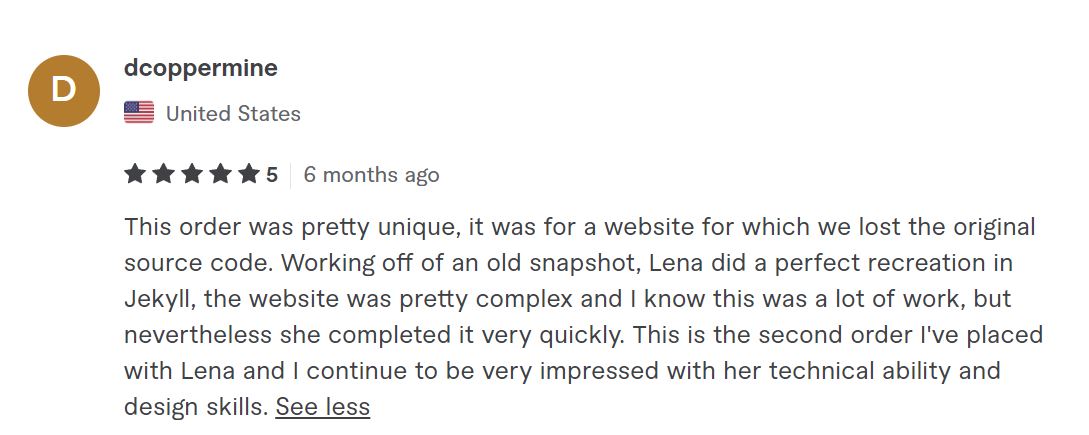 D
dcoppermine
United States
5
6 months ago
This order was pretty unique, it was for a website for which we lost the original
source code. Working off of an old snapshot, Lena did a perfect recreation in
Jekyll, the website was pretty complex and I know this was a lot of work, but
nevertheless she completed it very quickly. This is the second order I've placed
with Lena and I continue to be very impressed with her technical ability and
design skills. See less